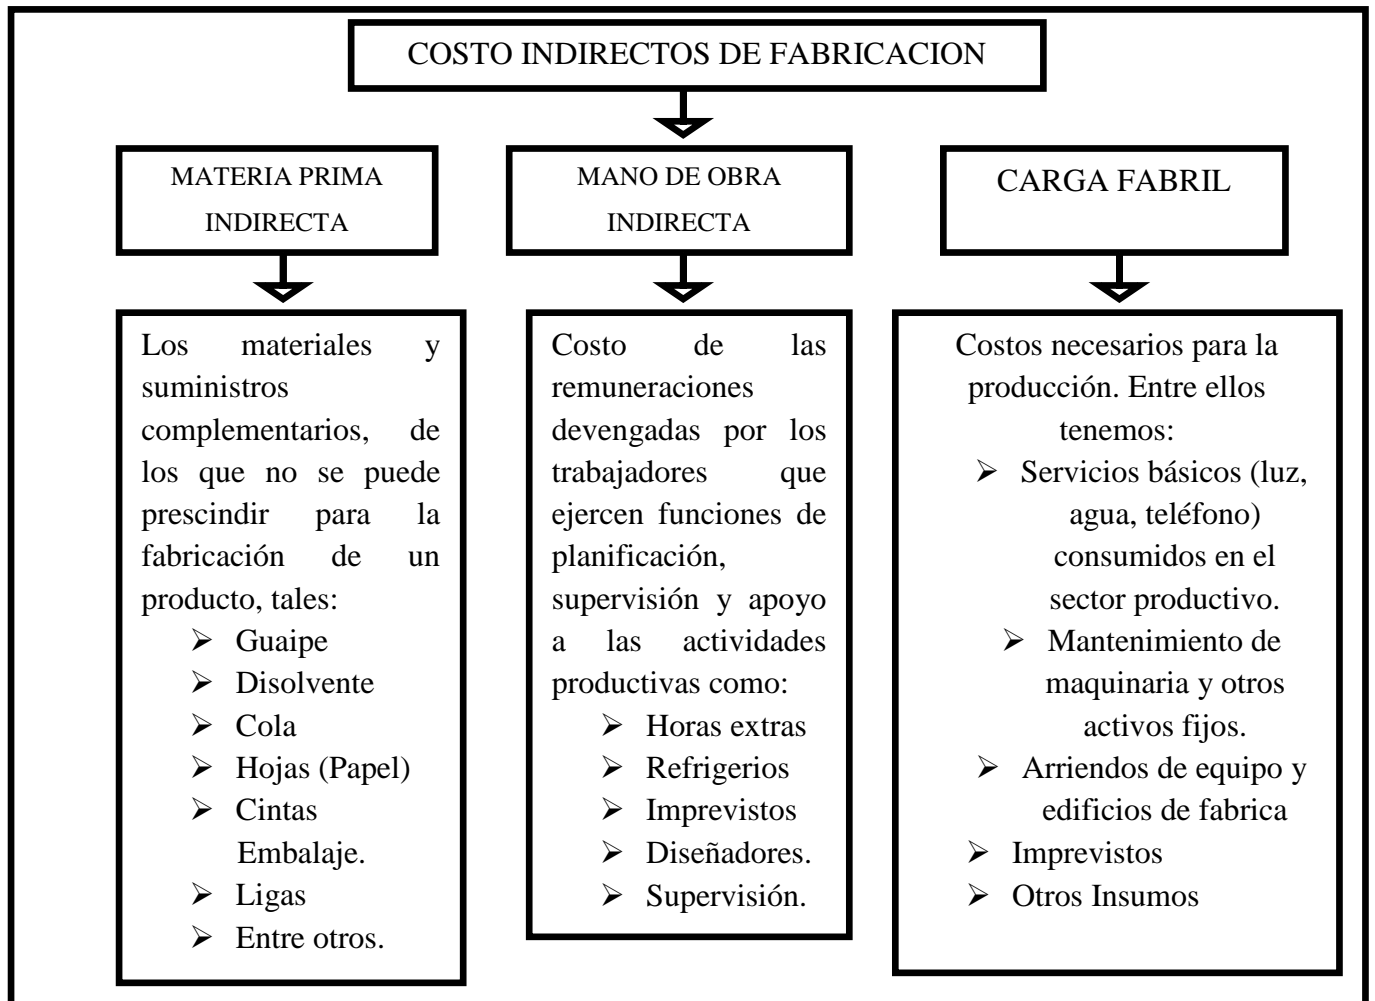 COSTO INDIRECTOS DE FABRICACION
MATERIA PRIMA
INDIRECTA
MANO DE OBRA
INDIRECTA
CARGA FABRIL
Los materiales y
suministros
complementarios, de
los que no se puede
prescindir para la
fabricación de un
producto, tales:
➢ Guaipe
➢ Disolvente
➢ Cola
➢ Hojas (Papel)
➢ Cintas
Embalaje.
➢ Ligas
➢ Entre otros.
Costo de las
remuneraciones
devengadas por los
trabajadores que
ejercen funciones de
planificación,
supervisión y apoyo
a las actividades
productivas como:
➢ Horas extras
➢ Refrigerios
➢ Imprevistos
➢ Diseñadores.
➢ Supervisión.
Costos necesarios para la
producción. Entre ellos
tenemos:
➢ Servicios básicos (luz,
agua, teléfono)
consumidos en el
sector productivo.
➢ Mantenimiento de
maquinaria y otros
activos fijos.
➢ Arriendos de equipo y
edificios de fabrica
➢ Imprevistos
➢ Otros Insumos